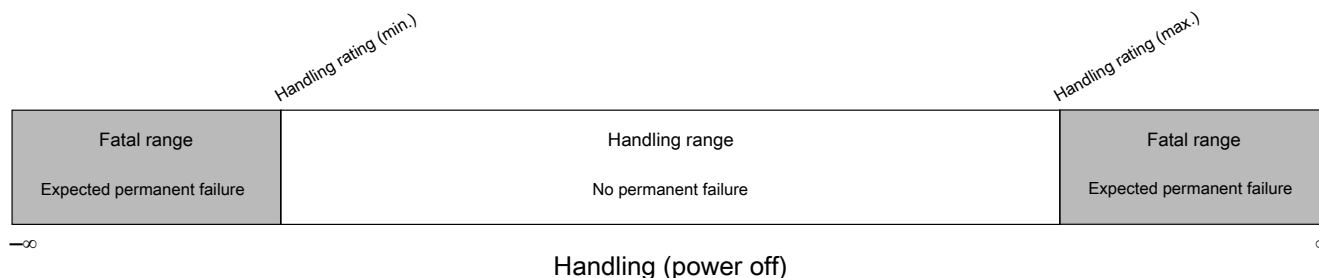 Handling rating (min.)
Handling rating (max.)
Fatal range
Handling range
Fatal range
Expected permanent failure
No permanent failure
Expected permanent failure
–∞
Handling (power off)